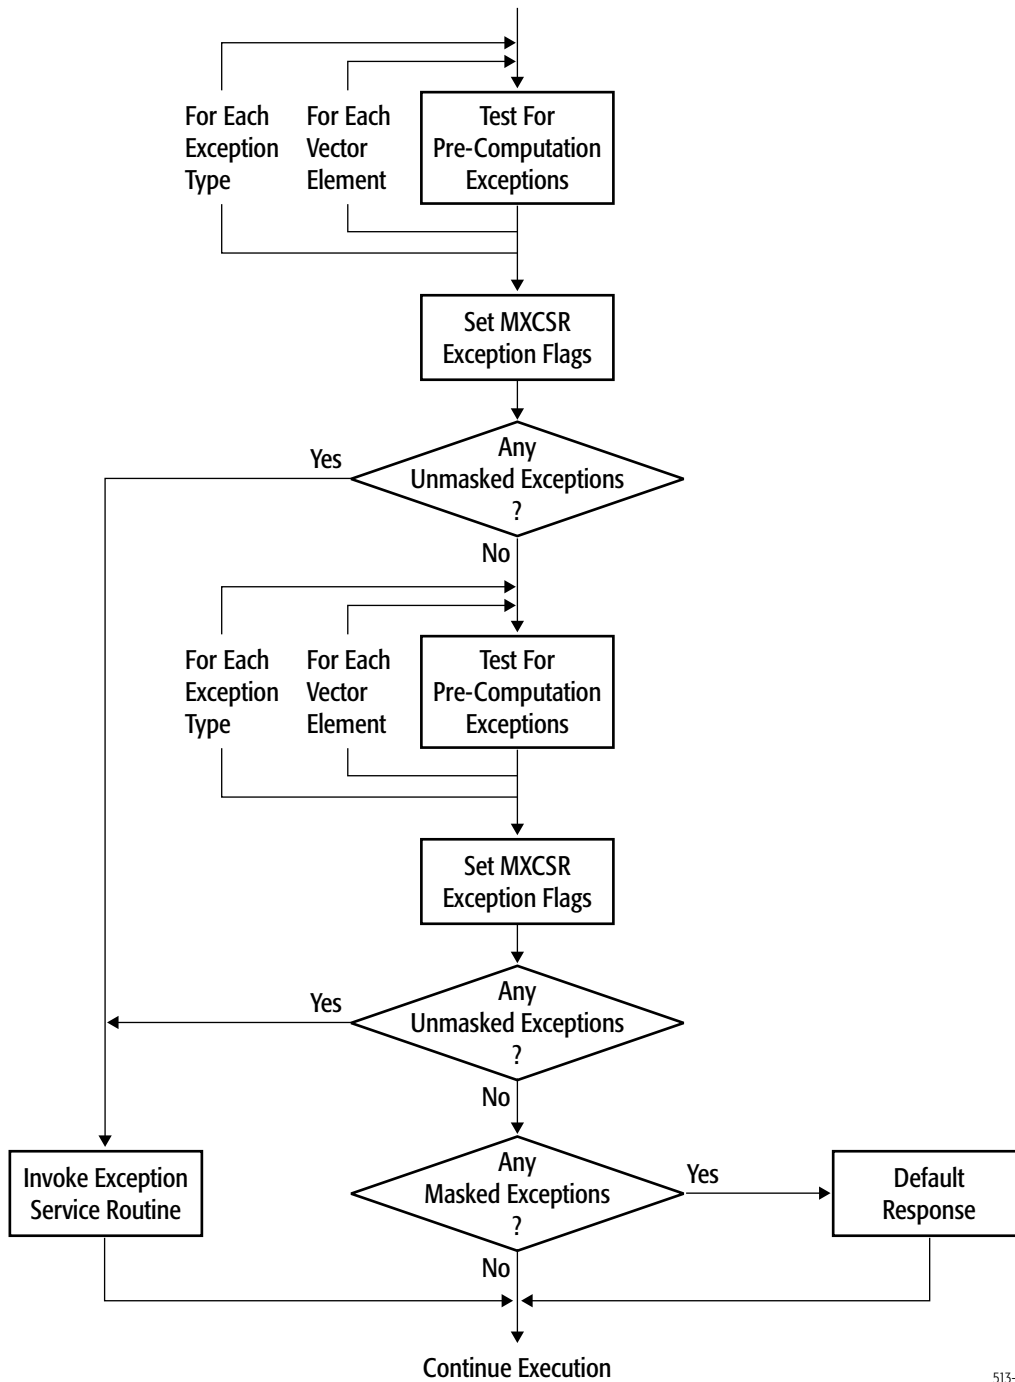 For Each
Exception
Type
For Each
Vector
Element
Test For
Pre-Computation
Exceptions
Set MXCSR
Exception Flags
Yes
Any
Unmasked Exceptions
?
No
For Each
Exception
Type
For Each
Vector
Element
Test For
Pre-Computation
Exceptions
Set MXCSR
Exception Flags
Yes
Any
Unmasked Exceptions
?
No
Invoke Exception
Service Routine
Any
Masked Exceptions
?
Yes
Default
Response
No
Continue Execution
513-